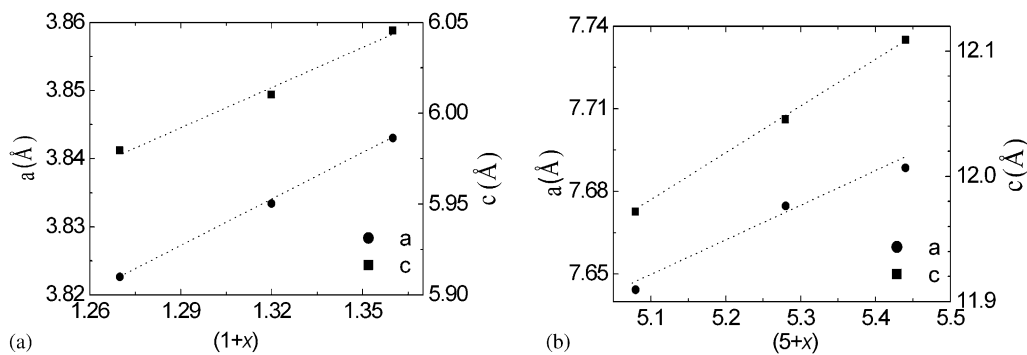 3.86
3.85
3.84
3.83
3.82
a (Å)
6.05
6.00
5.95
5.90
c (Å)
a
c
1.26
1.29
1.32
1.35
(1+x)
(a)
7.74
7.71
7.68
7.65
a (Å)
12.1
12.0
11.9
c (Å)
a
c
5.1
5.2
5.3
5.4
5.5
(5+x)
(b)